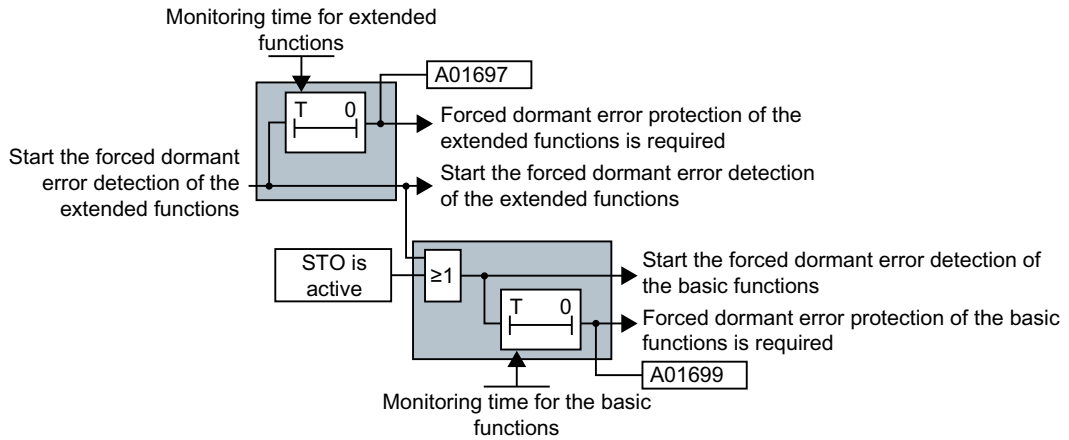 Monitoring time for extended
functions
A01697
T 0
Forced dormant error protection of the
extended functions is required
Start the forced dormant
error detection of the
extended functions
Start the forced dormant error detection
of the extended functions
STO is
active
≥1
Start the forced dormant error detection of
the basic functions
T 0
Forced dormant error protection of the basic
functions is required
A01699
Monitoring time for the basic
functions